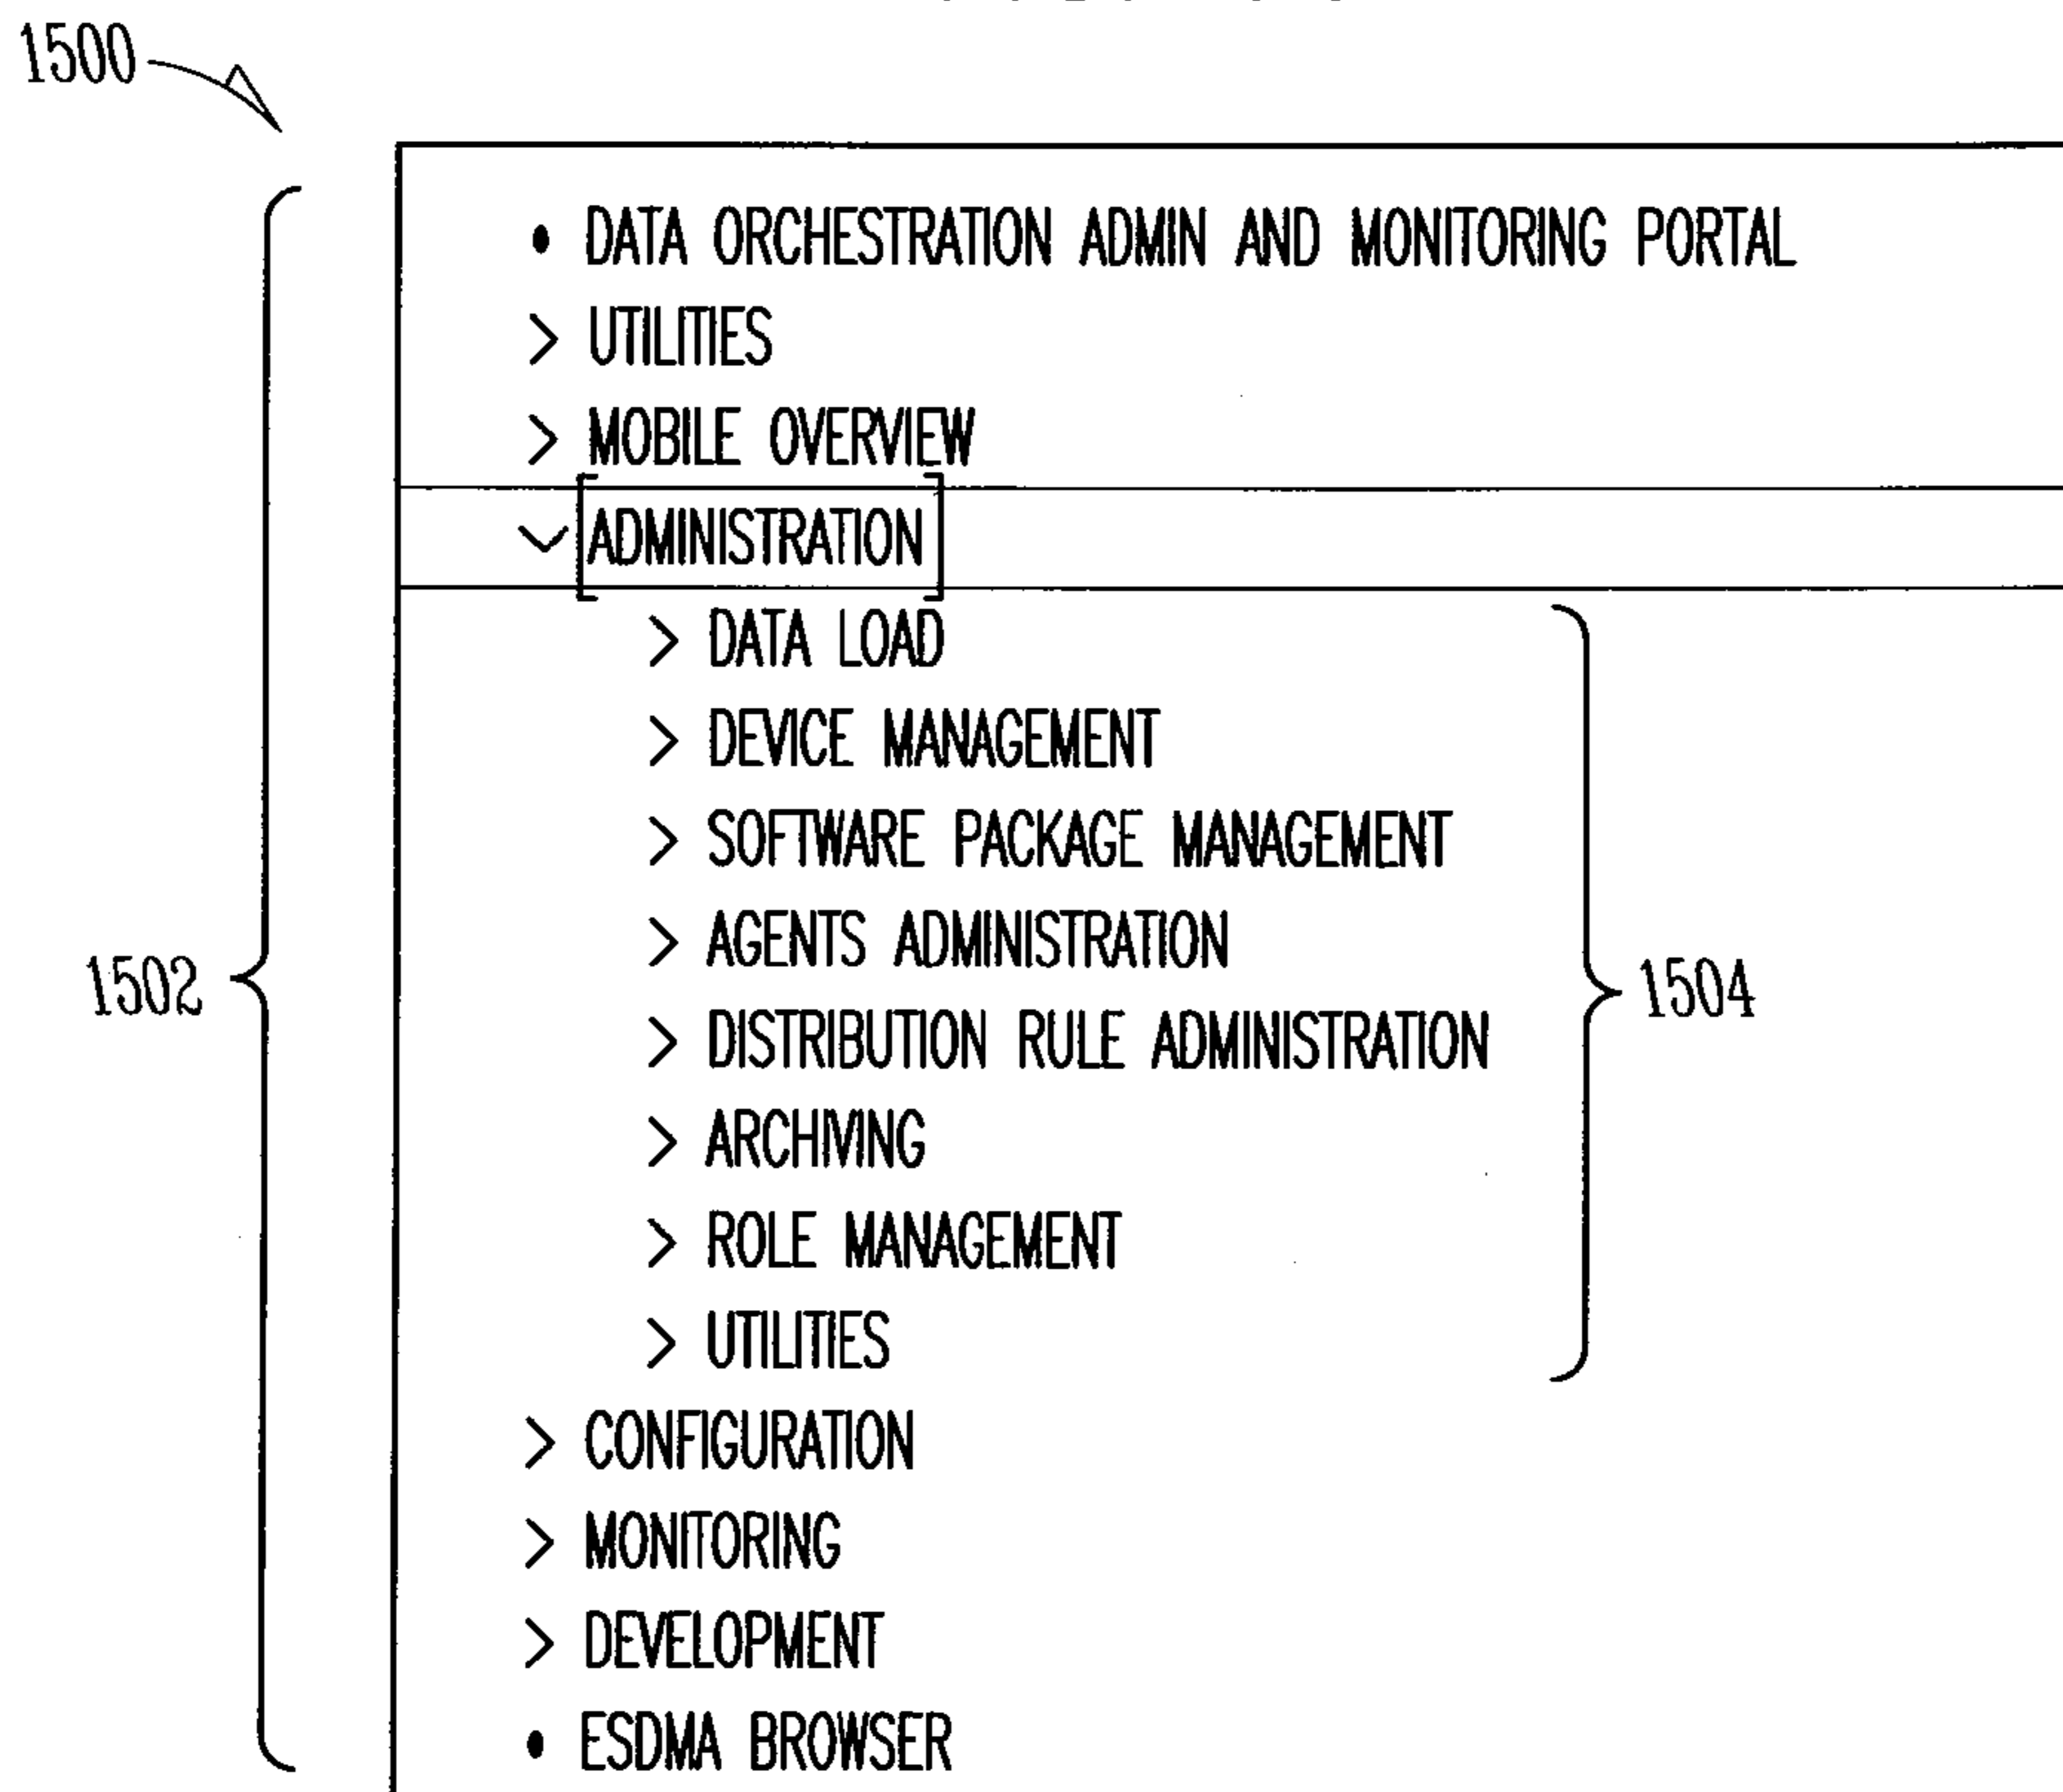 1500
• DATA ORCHESTRATION ADMIN AND MONITORING PORTAL
> UTILITIES
> MOBILE OVERVIEW
ADMINISTRATION
> DATA LOAD
> DEVICE MANAGEMENT
> SOFTWARE PACKAGE MANAGEMENT
> AGENTS ADMINISTRATION
1502
1504
> DISTRIBUTION RULE ADMINISTRATION
> ARCHIVING
> ROLE MANAGEMENT
> UTILITIES
> CONFIGURATION
> MONITORING
> DEVELOPMENT
• ESDMA BROWSER